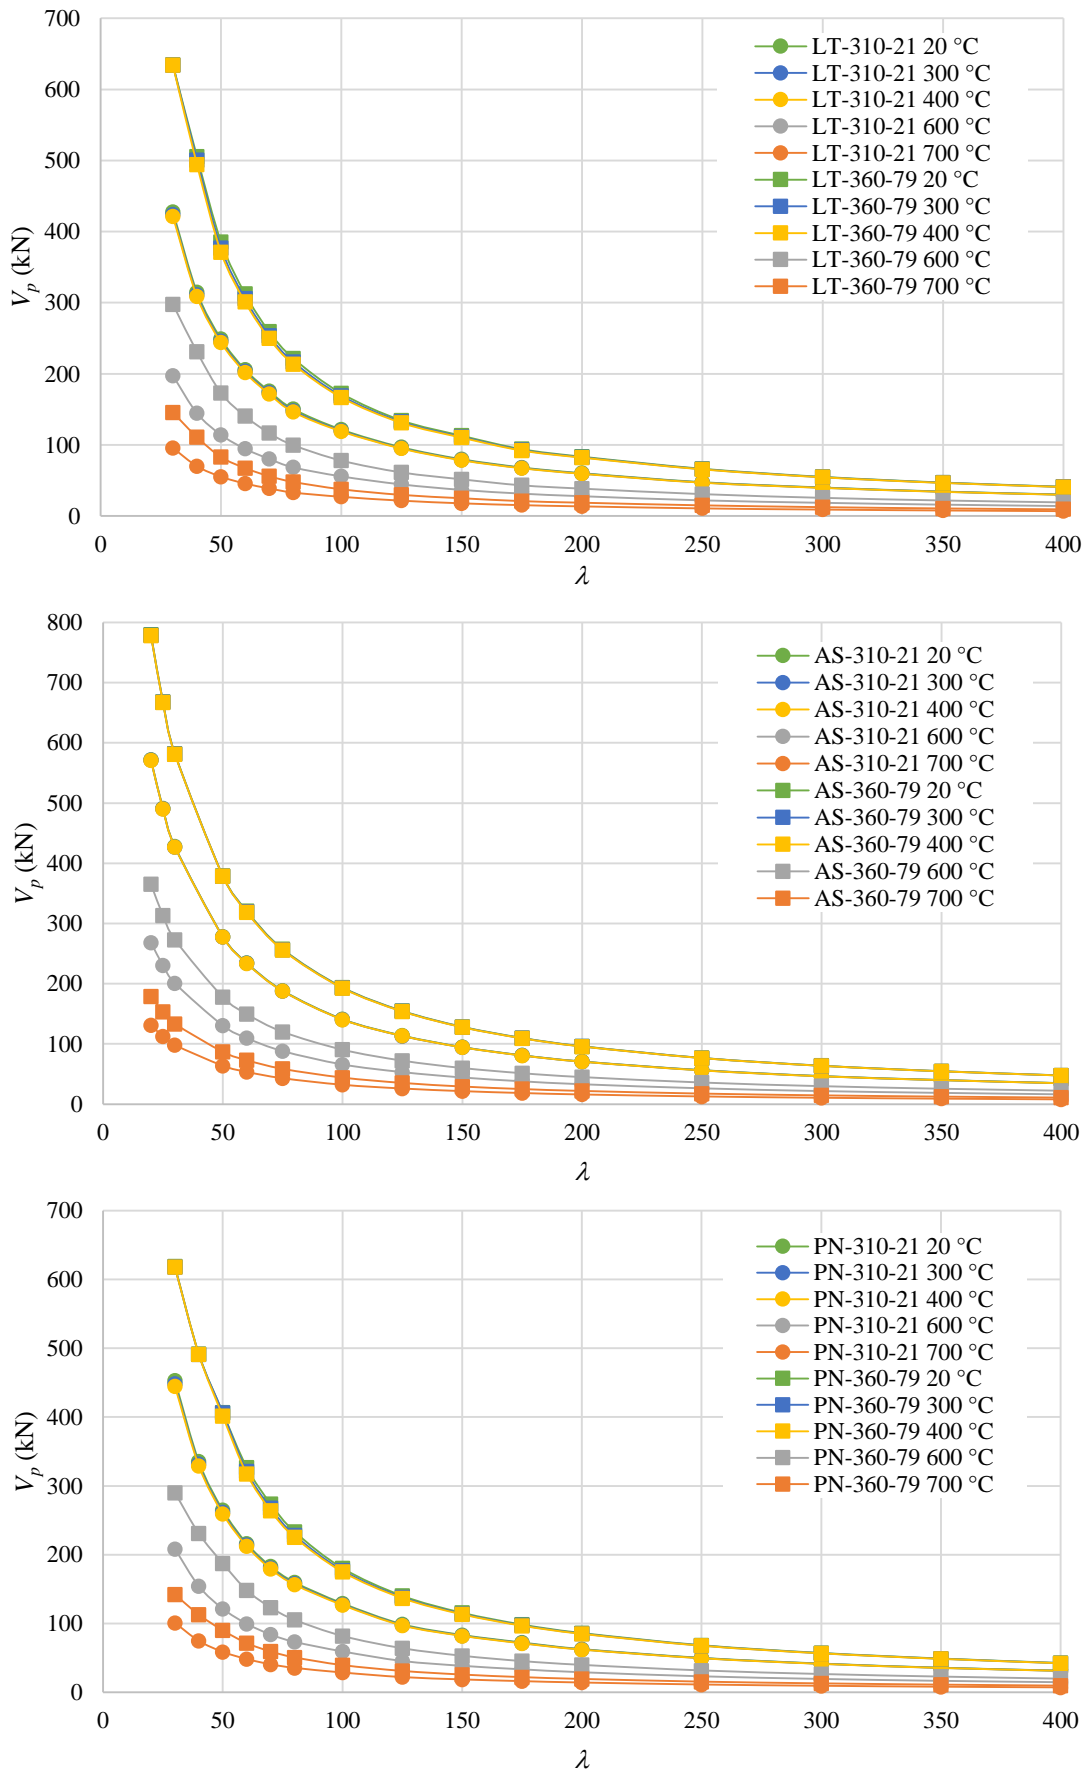 700
600
500
400
300
200
100
0
V_p (kN)
LT-310-21 20 °C
LT-310-21 300 °C
LT-310-21 400 °C
LT-310-21 600 °C
LT-310-21 700 °C
LT-360-79 20 °C
LT-360-79 300 °C
LT-360-79 400 °C
LT-360-79 600 °C
LT-360-79 700 °C
0 50 100 150 200 250 300 350 400
λ
800
700
600
500
400
300
200
100
0
V_p (kN)
AS-310-21 20 °C
AS-310-21 300 °C
AS-310-21 400 °C
AS-310-21 600 °C
AS-310-21 700 °C
AS-360-79 20 °C
AS-360-79 300 °C
AS-360-79 400 °C
AS-360-79 600 °C
AS-360-79 700 °C
0 50 100 150 200 250 300 350 400
λ
700
600
500
400
300
200
100
0
V_p (kN)
PN-310-21 20 °C
PN-310-21 300 °C
PN-310-21 400 °C
PN-310-21 600 °C
PN-310-21 700 °C
PN-360-79 20 °C
PN-360-79 300 °C
PN-360-79 400 °C
PN-360-79 600 °C
PN-360-79 700 °C
0 50 100 150 200 250 300 350 400
λ